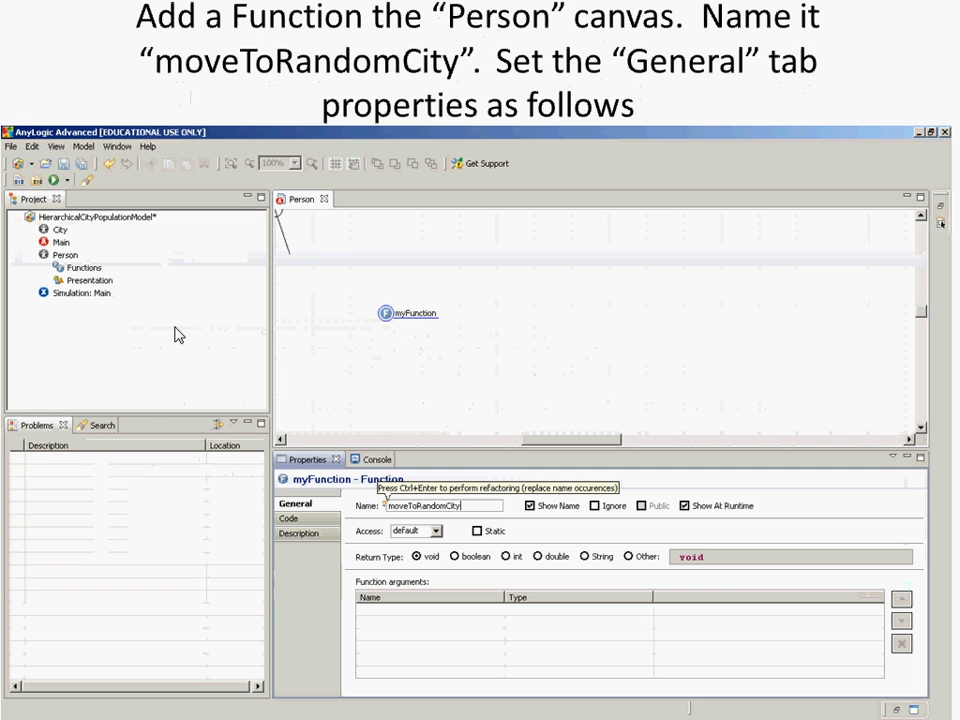 Add a Function the “Person” canvas. Name it
“moveToRandomCity”. Set the “General” tab
properties as follows
AnyLogic Advanced [EDUCATIONAL USE ONLY]
File Edit View Model Window Help
100% Get Support
Project
Person
HierarchicalCityPopulationModel*
City
Main
Person
Functions
Presentation
Simulation: Main
myFunction
Problems Search
Description Location
Properties Console
myFunction - Function
Press Ctrl+Enter to perform refactoring (replace name occurences)
General
Name: moveToRandomCity Show Name Ignore Public Show At Runtime
Code
Access: default Static
Description
Return Type: void boolean int double String Other: void
Function arguments:
Name Type